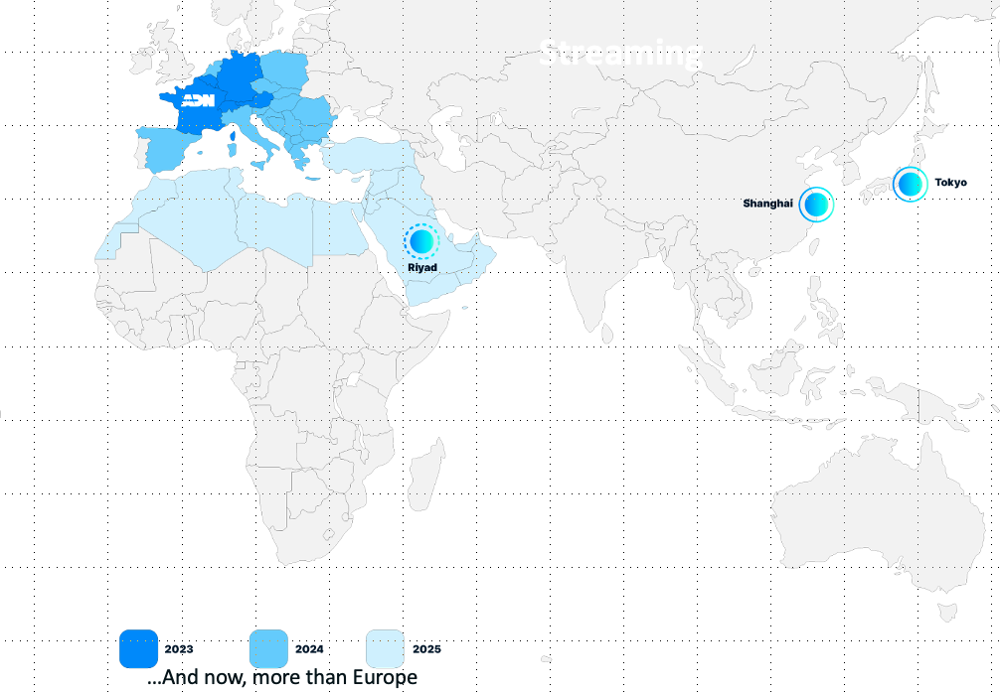 Streaming
ADN
Tokyo
Shanghai
Riyad
2023 2024 2025
...And now, more than Europe